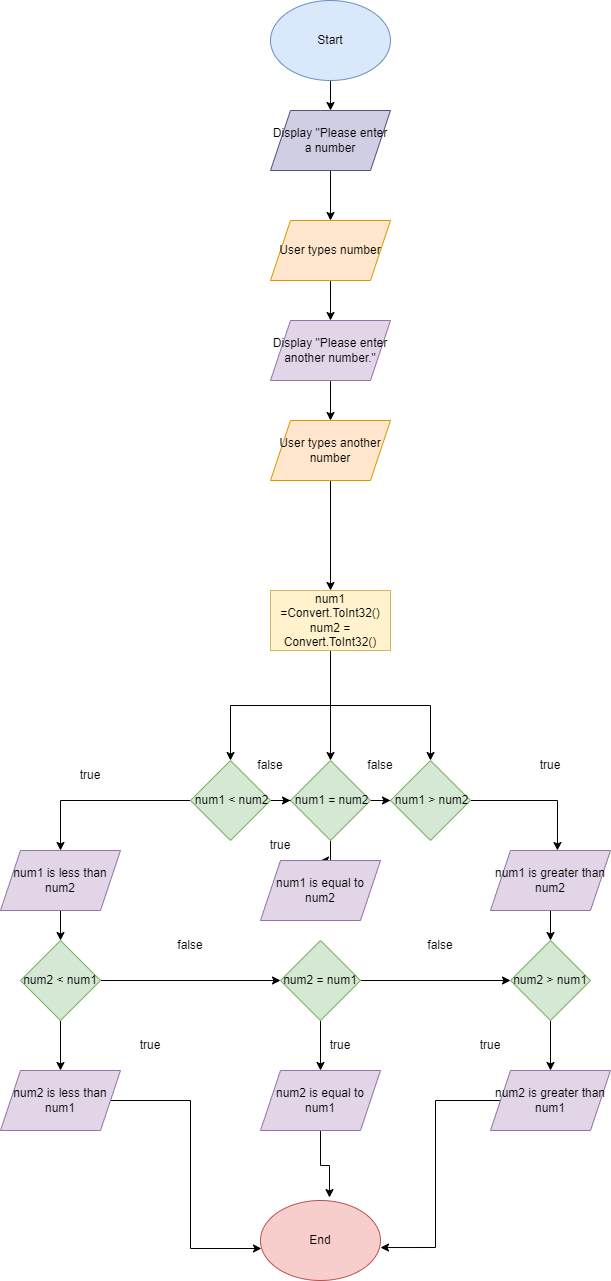 Start
Display "Please enter
a number
User types number
Display "Please enter
another number."
User types another
number
num1
=Convert.ToInt32()
num2 =
Convert.ToInt32()
false
false
true
true
num1 < num2
num1 = num2
num1 > num2
true
num1 is less than
num2
num1 is equal to
num2
num1 is greater than
num2
false
false
num2 < num1
num2 = num1
num2 > num1
true
true
true
num2 is less than
num1
num2 is equal to
num1
num2 is greater than
num1
End